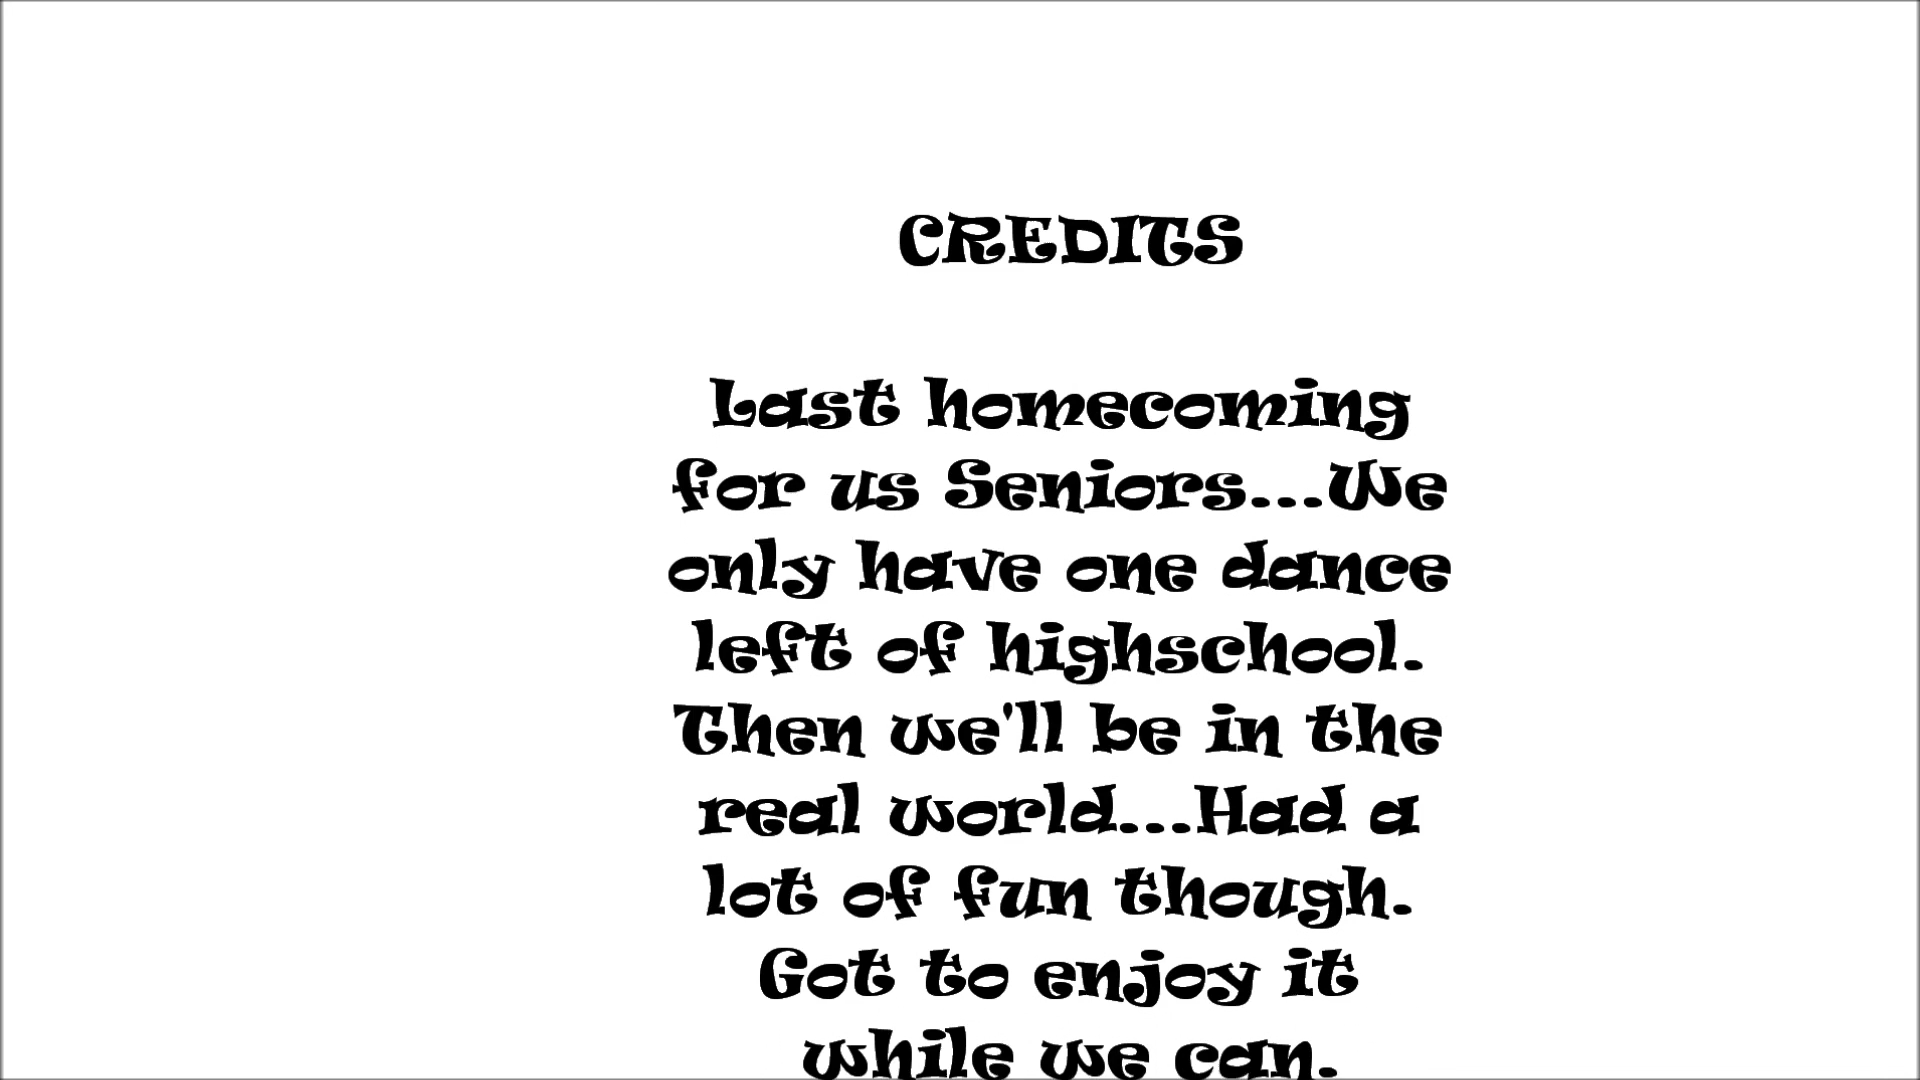 CREDITS
Last homecoming
for us Seniors...We
only have one dance
left of highschool.
Then we'll be in the
real world...Had a
lot of fun though.
Got to enjoy it
while we can.